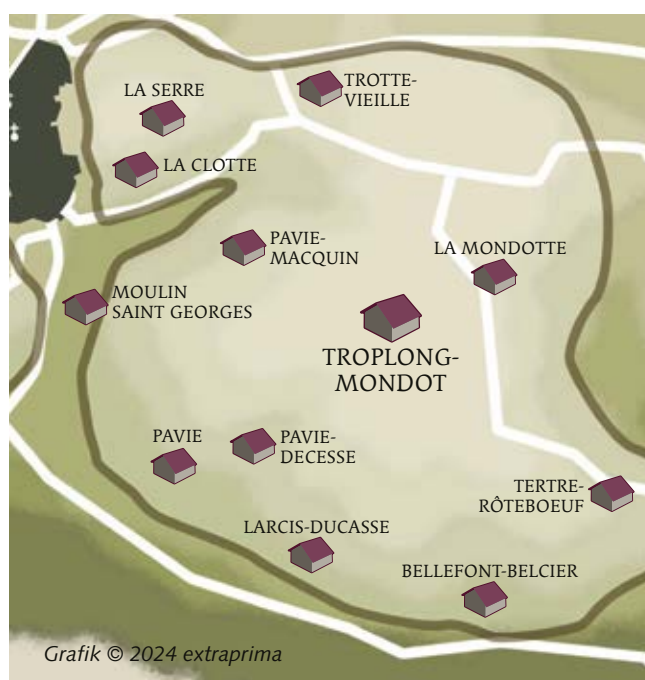 TROTTE-
VIEILLE
LA SERRE
LA CLOTTE
PAVIE-
MACQUIN
LA MONDOTTE
MOULIN
SAINT GEORGES
TROPLONG-
MONDOT
PAVIE
PAVIE-
DECESSE
TERTRE-
RÔTEBOEUF
LARCIS-DUCASSE
BELLEFONT-BELCIER
Grafik © 2024 extraprima